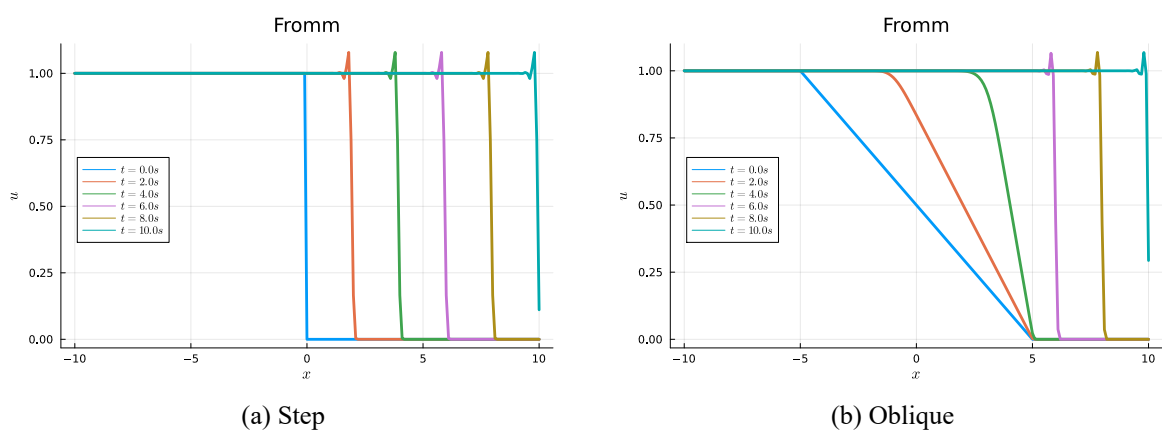 Fromm
1.00
0.75
0.50
0.25
0.00
u
t = 0.0s
t = 2.0s
t = 4.0s
t = 6.0s
t = 8.0s
t = 10.0s
−10
−5
0
5
10
x
(a) Step
Fromm
1.00
0.75
0.50
0.25
0.00
u
t = 0.0s
t = 2.0s
t = 4.0s
t = 6.0s
t = 8.0s
t = 10.0s
−10
−5
0
5
10
x
(b) Oblique